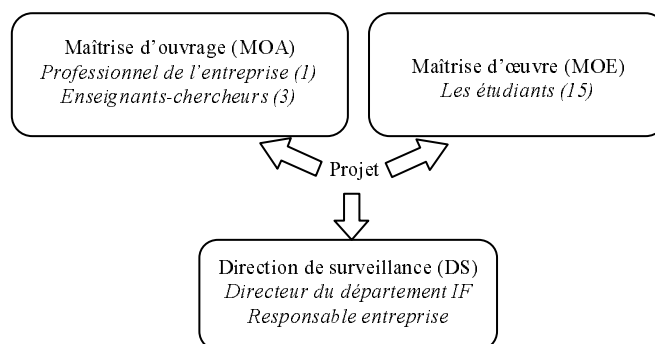 Maîtrise d’ouvrage (MOA)
Professionnel de l’entreprise (1)
Enseignants-chercheurs (3)
Maîtrise d’œuvre (MOE)
Les étudiants (15)
Projet
Direction de surveillance (DS)
Directeur du département IF
Responsable entreprise